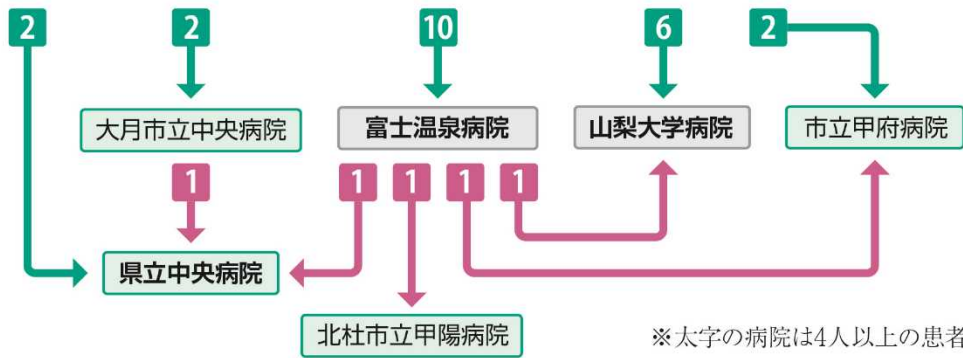 2 2 10 6 2
大月市立中央病院 富士温泉病院 山梨大学病院 市立甲府病院
1 1 1 1 1
県立中央病院
北杜市立甲陽病院 ※太字の病院は4人以上の患者